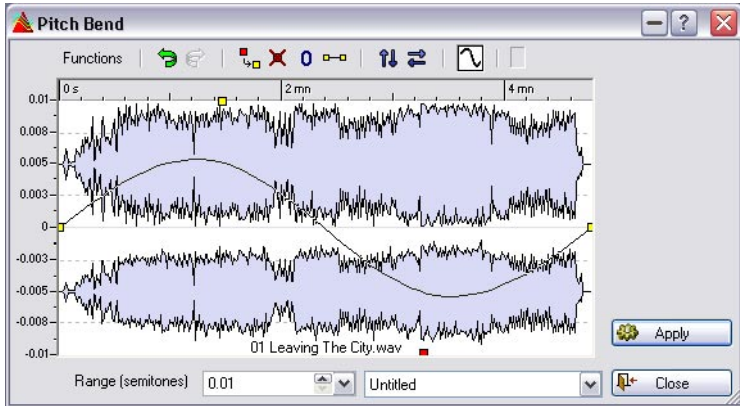 Pitch Bend
Functions
0
0 s
2 mn
4 mn
0.01
0.008
0.005
0.003
0
-0.003
-0.005
-0.008
-0.01
01 Leaving The City.wav
Range (semitones)
0.01
Untitled
Apply
Close